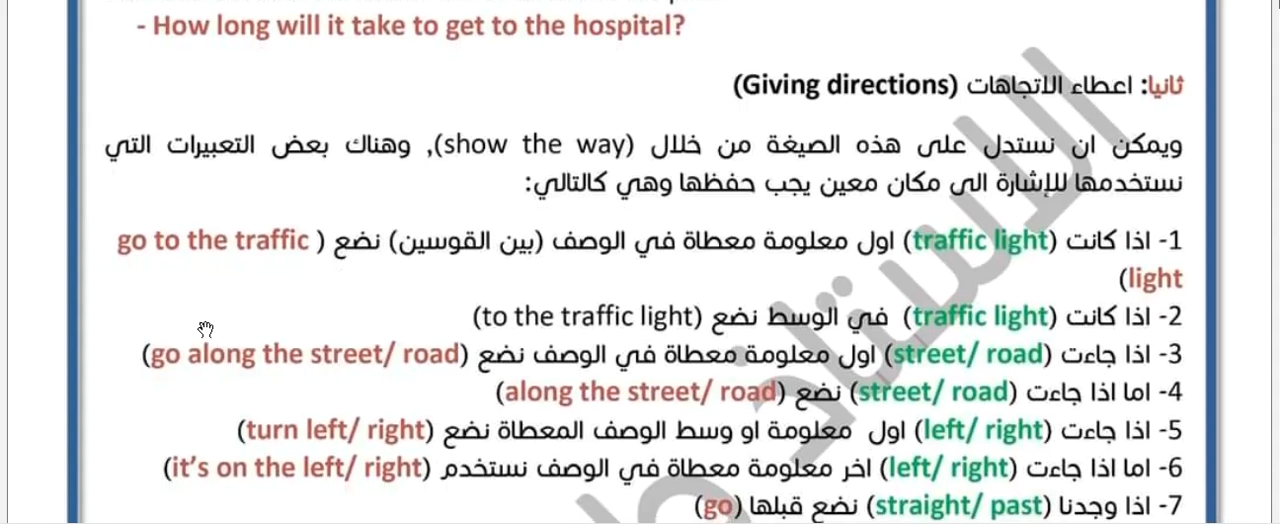 - How long will it take to get to the hospital?
ثانيا: اعطاء الاتجاهات (Giving directions)
ويمكن ان نستدل على هذه الصيغة من خلال (show the way), وهناك بعض التعبيرات التي
نستخدمها للإشارة الى مكان معين يجب حفظها وهي كالتالي:
1- اذا كانت (traffic light) اول معلومة معطاة في الوصف (بين القوسين) نضع ( go to the traffic
light)
2- اذا كانت (traffic light) في الوسط نضع (to the traffic light)
3- اذا جاءت (street/ road) اول معلومة معطاة في الوصف نضع (go along the street/ road)
4- اما اذا جاءت (street/ road) نضع (along the street/ road)
5- اذا جاءت (left/ right) اول معلومة او وسط الوصف المعطاة نضع (turn left/ right)
6- اما اذا جاءت (left/ right) اخر معلومة معطاة في الوصف نستخدم (it's on the left/ right)
7- اذا وجدنا (straight/ past) نضع قبلها (go)
الاستاذ